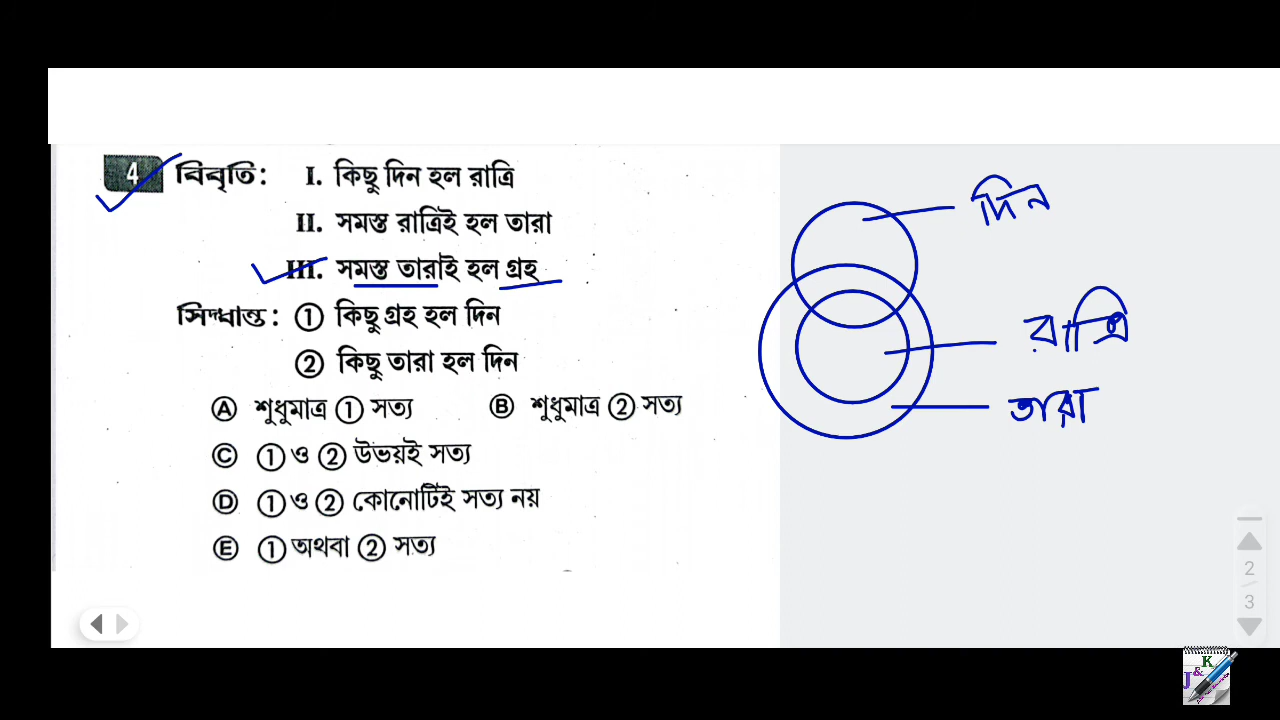 4 বিবৃতি: I. কিছু দিন হল রাত্রি
II. সমস্ত রাত্রিই হল তারা
III. সমস্ত তারাই হল গ্রহ
সিদ্ধান্ত: ① কিছু গ্রহ হল দিন
② কিছু তারা হল দিন
Ⓐ শুধুমাত্র ① সত্য Ⓑ শুধুমাত্র ② সত্য
Ⓒ ① ও ② উভয়ই সত্য
Ⓓ ① ও ② কোনোটিই সত্য নয়
Ⓔ ① অথবা ② সত্য
দিন
রাত্রি
তারা
2
3
J & K